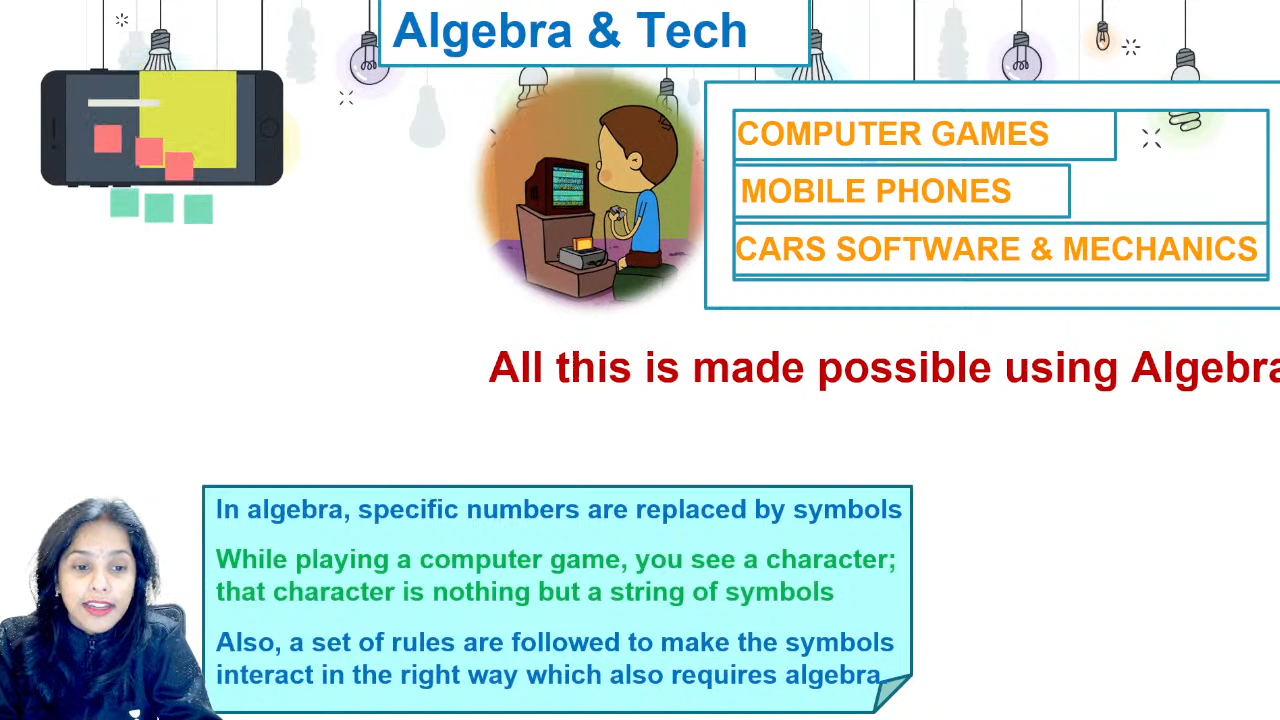 Algebra & Tech
COMPUTER GAMES
MOBILE PHONES
CARS SOFTWARE & MECHANICS
All this is made possible using Algebra
In algebra, specific numbers are replaced by symbols
While playing a computer game, you see a character;
that character is nothing but a string of symbols
Also, a set of rules are followed to make the symbols
interact in the right way which also requires algebra.